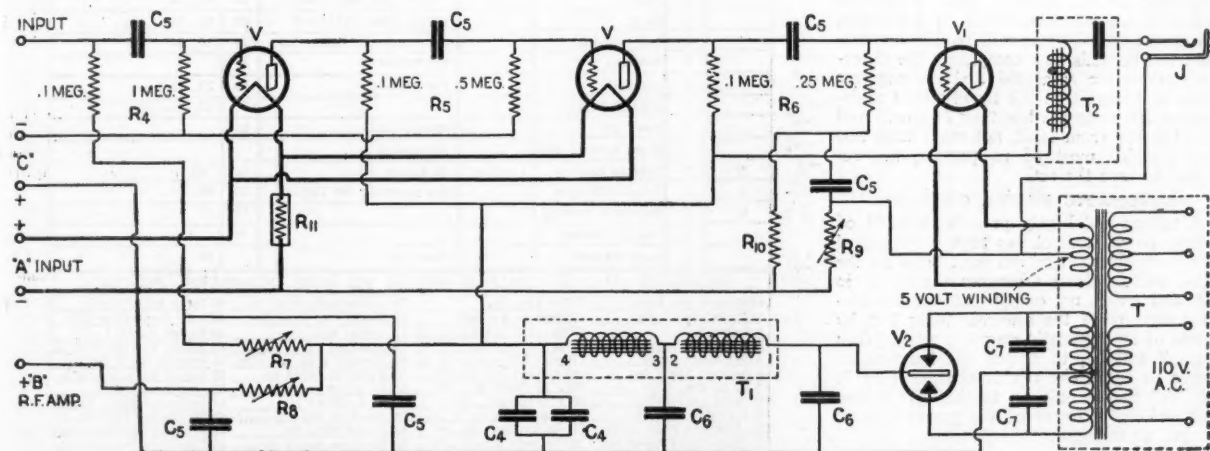 INPUT
C5
V
C5
V
C5
V1
J
.1 MEG.
1 MEG.
R4
.1 MEG.
R5
.5 MEG.
.1 MEG.
R6
.25 MEG.
T2
−
"C"
+
+
"A" INPUT
−
R11
R10
C5
R9
5 VOLT WINDING
T
110 V.
A.C.
R7
R8
+"B"
R.F. AMP.
C5
C5
4
3
2
1
T1
C4
C4
C6
C6
V2
C7
C7